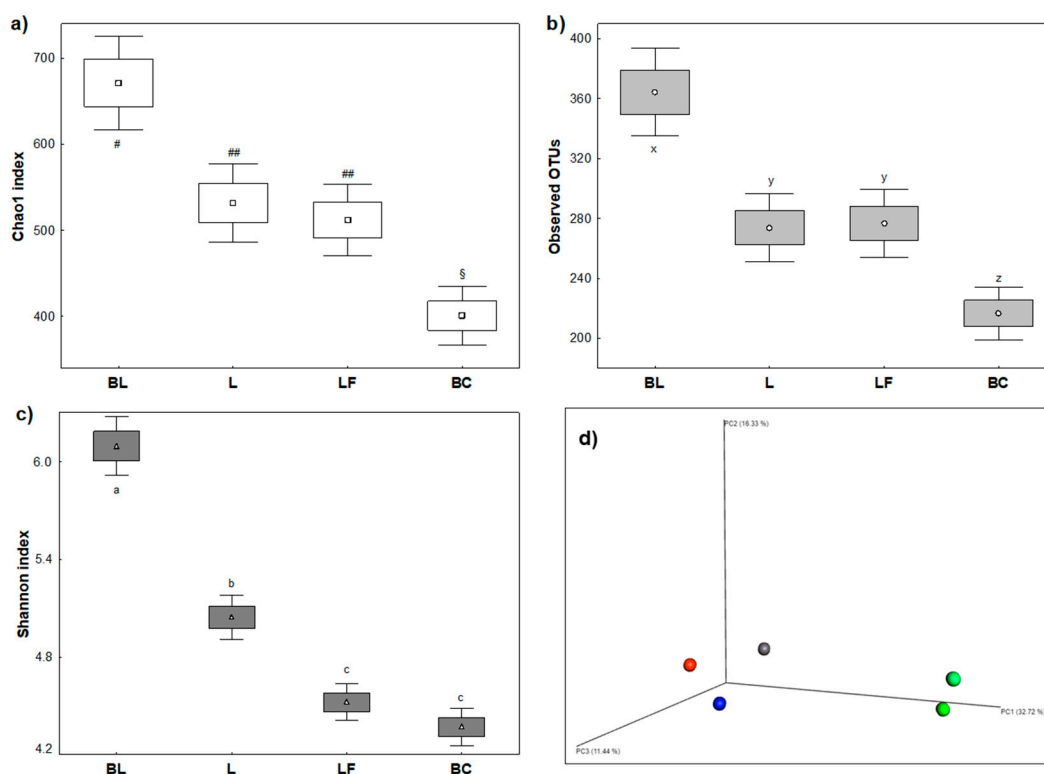 a)
Chao1 index
700
600
500
400
#
##
##
§
BL L LF BC
b)
Observed OTUs
400
360
320
280
240
200
x
y
y
z
BL L LF BC
c)
Shannon index
6.0
5.4
4.8
4.2
a
b
c
c
BL L LF BC
d)
PC2 (16.33 %)
PC1 (32.72 %)
PC3 (11.44 %)